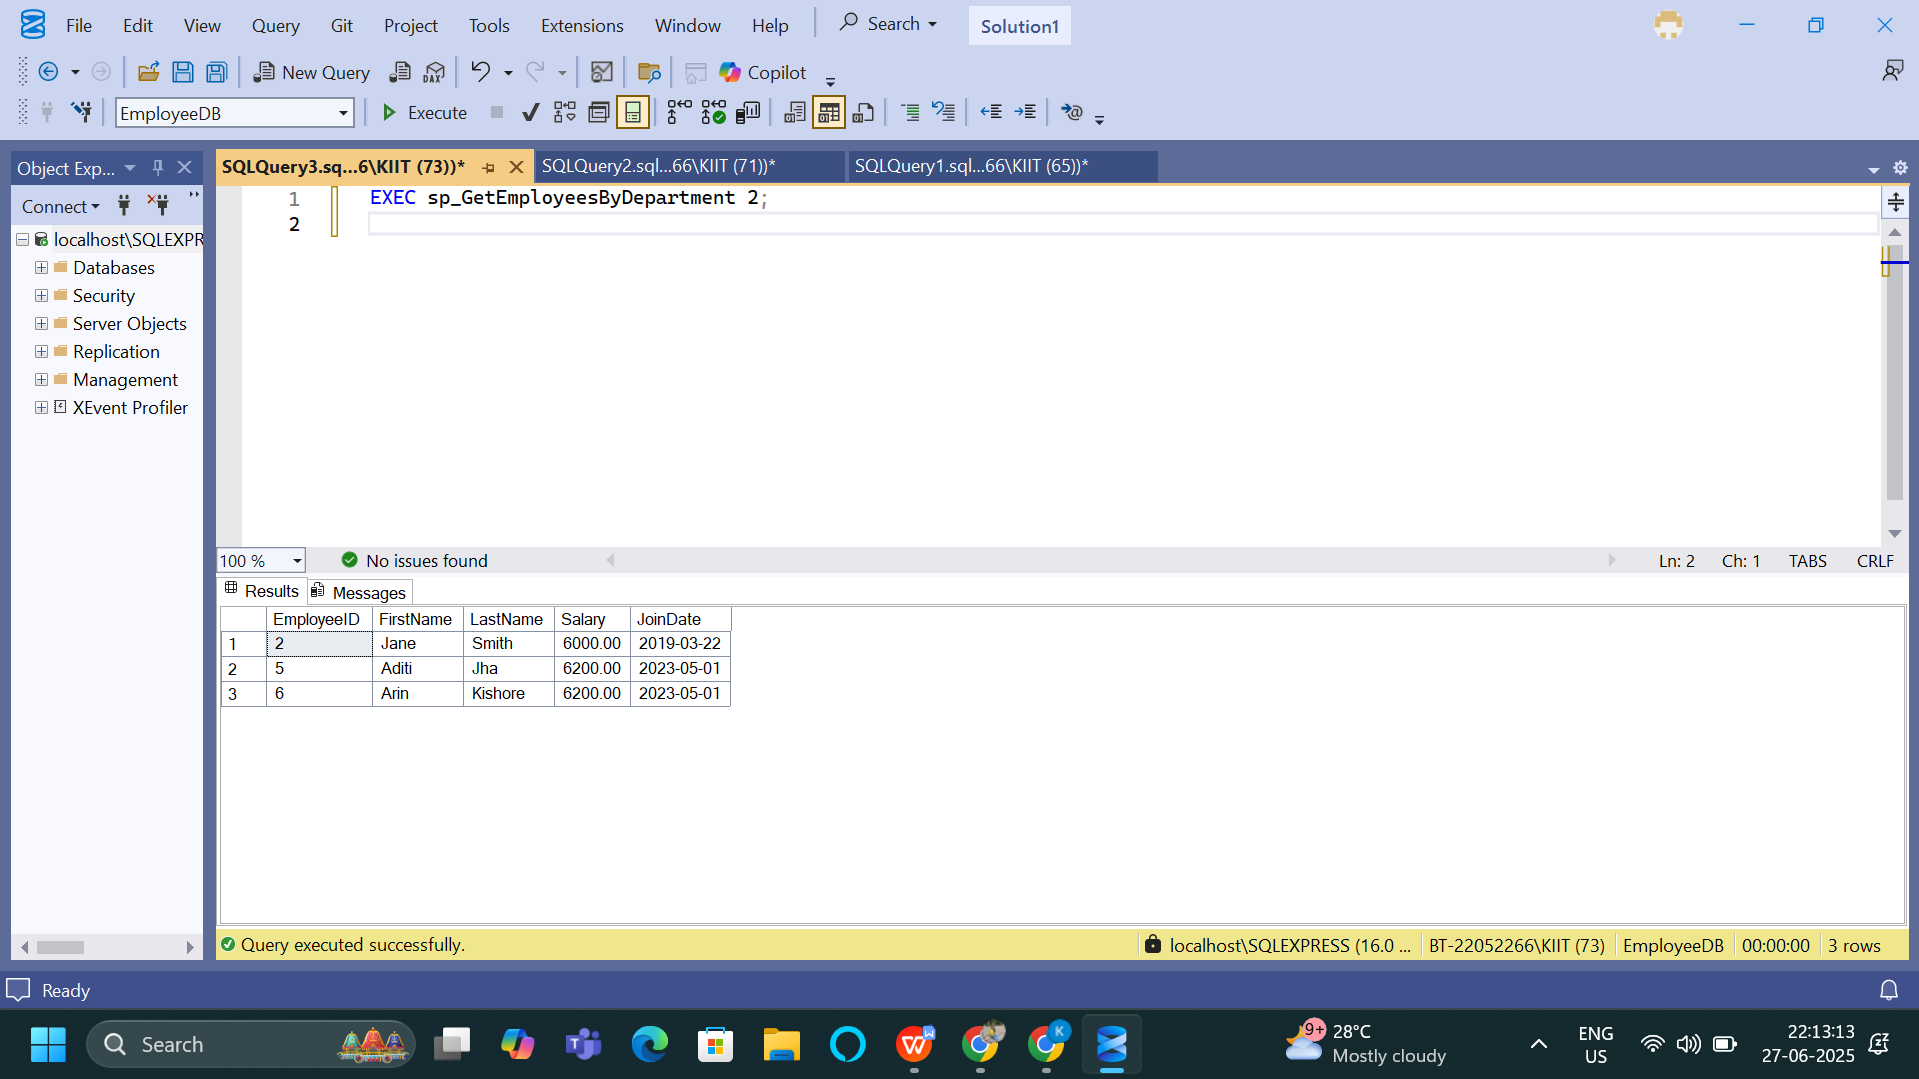 File Edit View Query Git Project Tools Extensions Window Help Search Solution1
New Query DAX Copilot
EmployeeDB Execute
Object Exp... SQLQuery3.sq...6\KIIT (73))* SQLQuery2.sql...66\KIIT (71))* SQLQuery1.sql...66\KIIT (65))*
Connect
localhost\SQLEXPR
Databases
Security
Server Objects
Replication
Management
XEvent Profiler
1 EXEC sp_GetEmployeesByDepartment 2;
2
100 % No issues found Ln: 2 Ch: 1 TABS CRLF
Results Messages
EmployeeID FirstName LastName Salary JoinDate
1 2 Jane Smith 6000.00 2019-03-22
2 5 Aditi Jha 6200.00 2023-05-01
3 6 Arin Kishore 6200.00 2023-05-01
Query executed successfully. localhost\SQLEXPRESS (16.0 ... BT-22052266\KIIT (73) EmployeeDB 00:00:00 3 rows
Ready
Search
W
K
9+
28°C
Mostly cloudy
ENG
US
22:13:13
27-06-2025